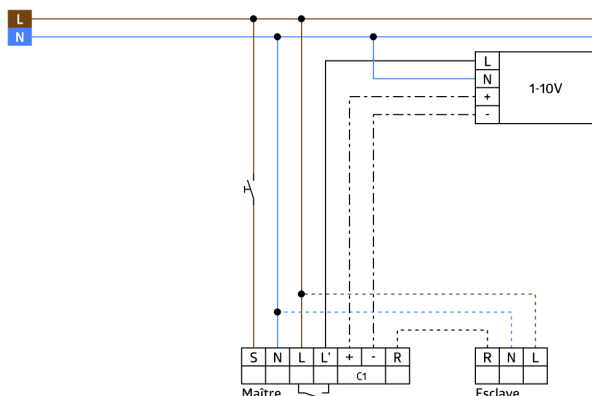 L
N
L
N
+
-
1-10V
S N L L' + - R
C1
Maître
R N L
Esclave